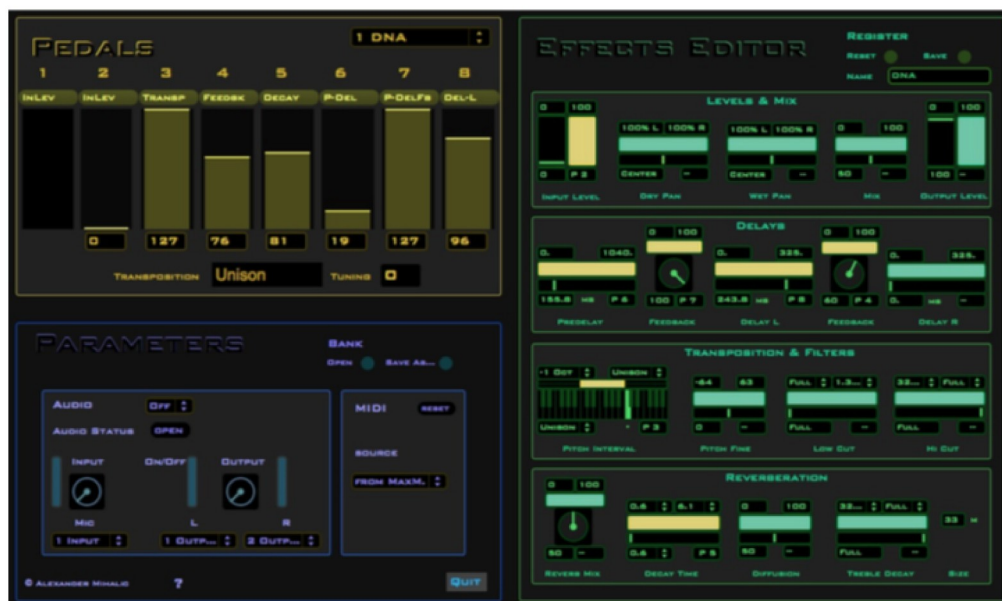 PEDALS
1 DNA
1 2 3 4 5 6 7 8
INLEV INLEV TRANSP FEEDBK DECAY P-DEL P-DELFB DEL-L
0 127 76 81 19 127 96
TRANSPOSITION Unison TUNING 0
PARAMETERS
BANK
OPEN SAVE AS...
AUDIO OFF
AUDIO STATUS OPEN
INPUT ON/OFF OUTPUT
MIC L R
1 INPUT 1 OUTP... 2 OUTP...
MIDI RESET
SOURCE
FROM MAXM.
© ALEXANDER MIHALIC ? QUIT
EFFECTS EDITOR
REGISTER
RESET SAVE
NAME DNA
LEVELS & MIX
0 100 100% L 100% R 100% L 100% R 0 100 0 100
0 P 2 CENTER -- CENTER -- 50 -- 100 --
INPUT LEVEL DRY PAN WET PAN MIX OUTPUT LEVEL
DELAYS
0. 1040. 0 100 0. 325. 0 100 0. 325.
155.8 MS P 6 100 P 7 243.8 MS P 8 60 P 4 0. MS --
PREDELAY FEEDBACK DELAY L FEEDBACK DELAY R
TRANSPOSITION & FILTERS
-1 OCT UNISON -64 63 FULL 1.3... 32... FULL
UNISON P 3 0 -- FULL -- FULL --
PITCH INTERVAL PITCH FINE LOW CUT HI CUT
REVERBERATION
0 100 0.6 6.1 0 100 32... FULL
50 -- 0.6 P 5 50 -- FULL -- 33 M
REVERB MIX DECAY TIME DIFFUSION TREBLE DECAY SIZE